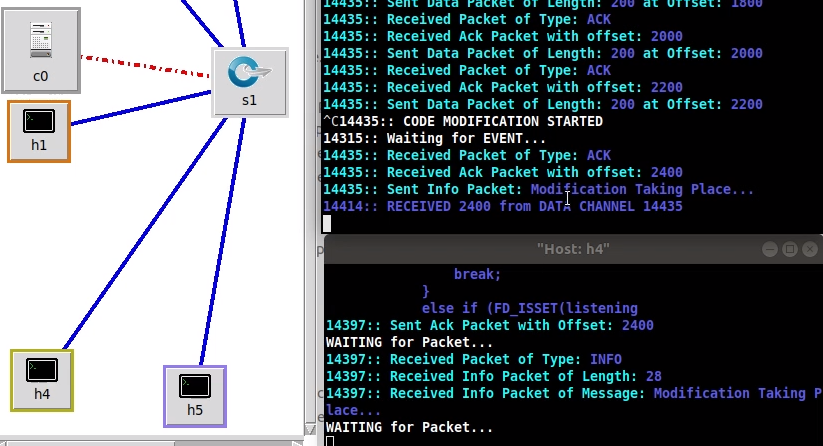 c0
s1
h1
h4
h5
14435:: Sent Data Packet of Length: 200 at Offset: 1800
14435:: Received Packet of Type: ACK
14435:: Received Ack Packet with offset: 2000
14435:: Sent Data Packet of Length: 200 at Offset: 2000
14435:: Received Packet of Type: ACK
14435:: Received Ack Packet with offset: 2200
14435:: Sent Data Packet of Length: 200 at Offset: 2200
^C14435:: CODE MODIFICATION STARTED
14315:: Waiting for EVENT...
14435:: Received Packet of Type: ACK
14435:: Received Ack Packet with offset: 2400
14435:: Sent Info Packet: Modification Taking Place...
14414:: RECEIVED 2400 from DATA CHANNEL 14435
"Host: h4"
break;
}
else if (FD_ISSET(listening
14397:: Sent Ack Packet with Offset: 2400
WAITING for Packet...
14397:: Received Packet of Type: INFO
14397:: Received Info Packet of Length: 28
14397:: Received Info Packet of Message: Modification Taking P
lace...
WAITING for Packet...